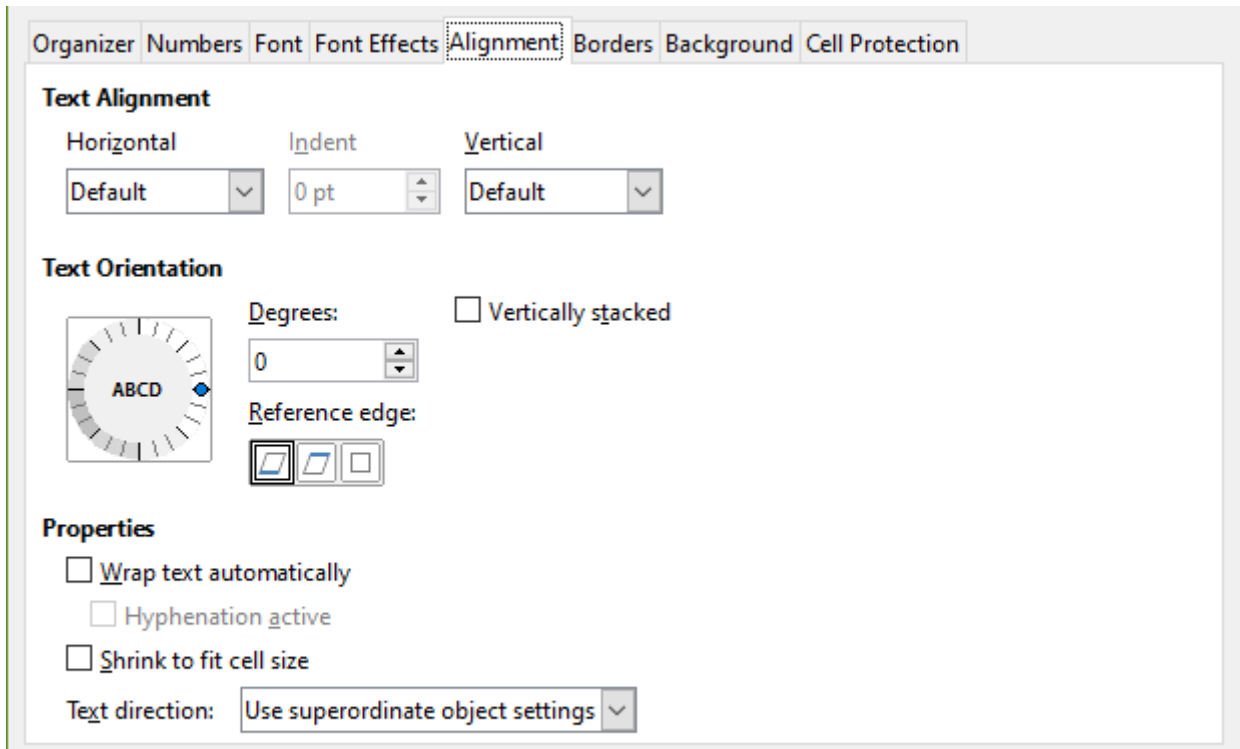 Organizer Numbers Font Font Effects Alignment Borders Background Cell Protection
Text Alignment
Horizontal Indent Vertical
Default 0 pt Default
Text Orientation
Degrees: Vertically stacked
0
ABCD
Reference edge:
Properties
Wrap text automatically
Hyphenation active
Shrink to fit cell size
Text direction: Use superordinate object settings